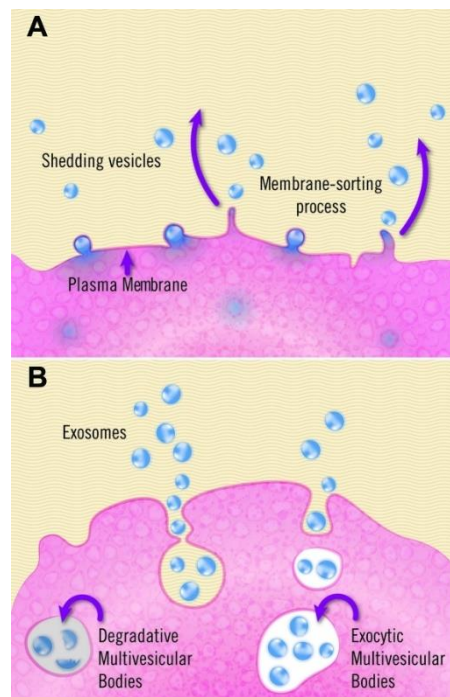 A
Shedding vesicles
Membrane-sorting
process
Plasma Membrane
B
Exosomes
Degradative
Multivesicular
Bodies
Exocytic
Multivesicular
Bodies